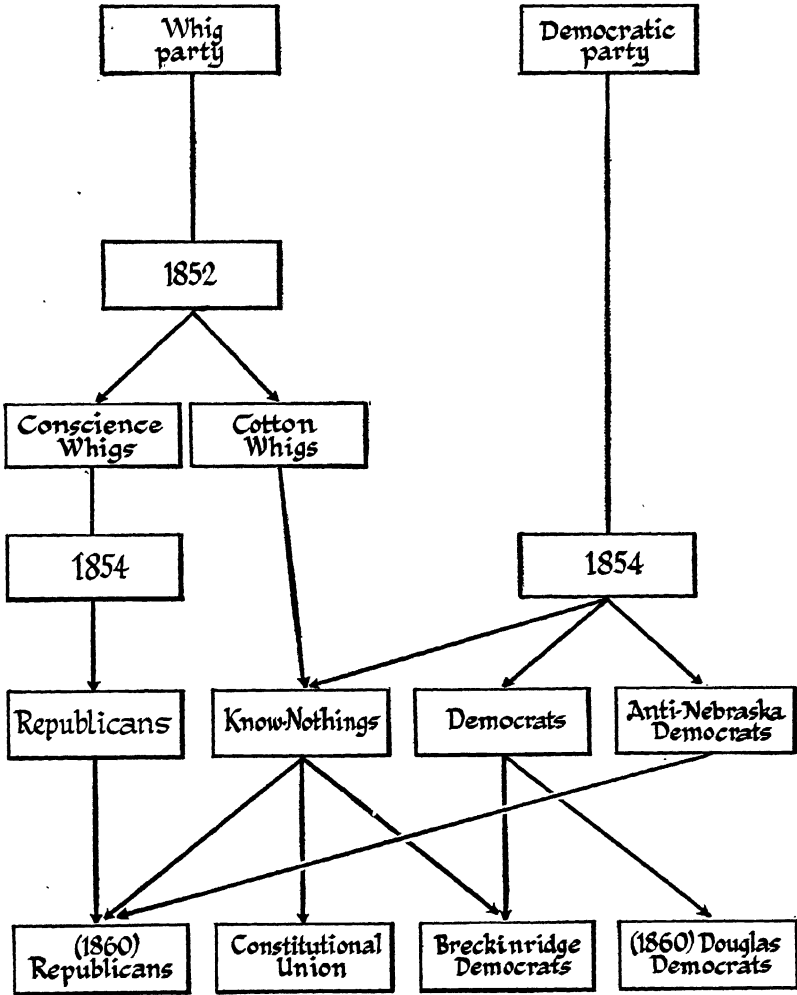 Whig
party
Democratic
party
1852
Conscience
Whigs
Cotton
Whigs
1854
1854
Republicans
Know-Nothings
Democrats
Anti-Nebraska
Democrats
(1860)
Republicans
Constitutional
Union
Breckinridge
Democrats
(1860) Douglas
Democrats